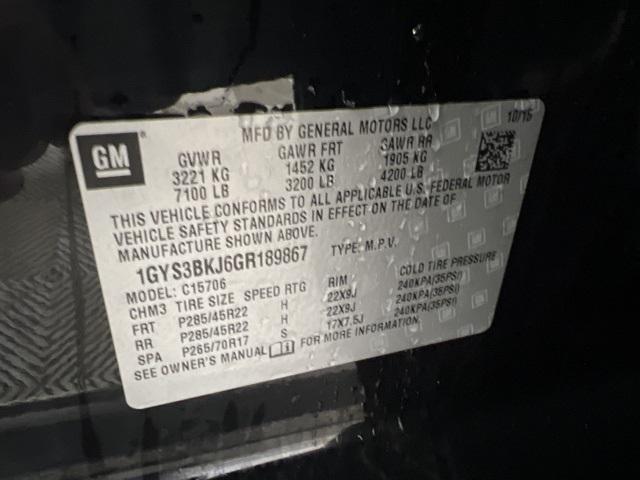 GM
MFD BY GENERAL MOTORS LLC
10/15
GVWR GAWR FRT GAWR RR
3221 KG 1452 KG 1905 KG
7100 LB 3200 LB 4200 LB
THIS VEHICLE CONFORMS TO ALL APPLICABLE U.S. FEDERAL MOTOR
VEHICLE SAFETY STANDARDS IN EFFECT ON THE DATE OF
MANUFACTURE SHOWN ABOVE.
1GYS3BKJ6GR189867 TYPE: M.P.V.
MODEL: C15706
CHM3 TIRE SIZE SPEED RTG RIM COLD TIRE PRESSURE
FRT P285/45R22 H 22X9J 240KPA(35PSI)
RR P285/45R22 H 22X9J 240KPA(35PSI)
SPA P265/70R17 S 17X7.5J 240KPA(35PSI)
SEE OWNER'S MANUAL FOR MORE INFORMATION.